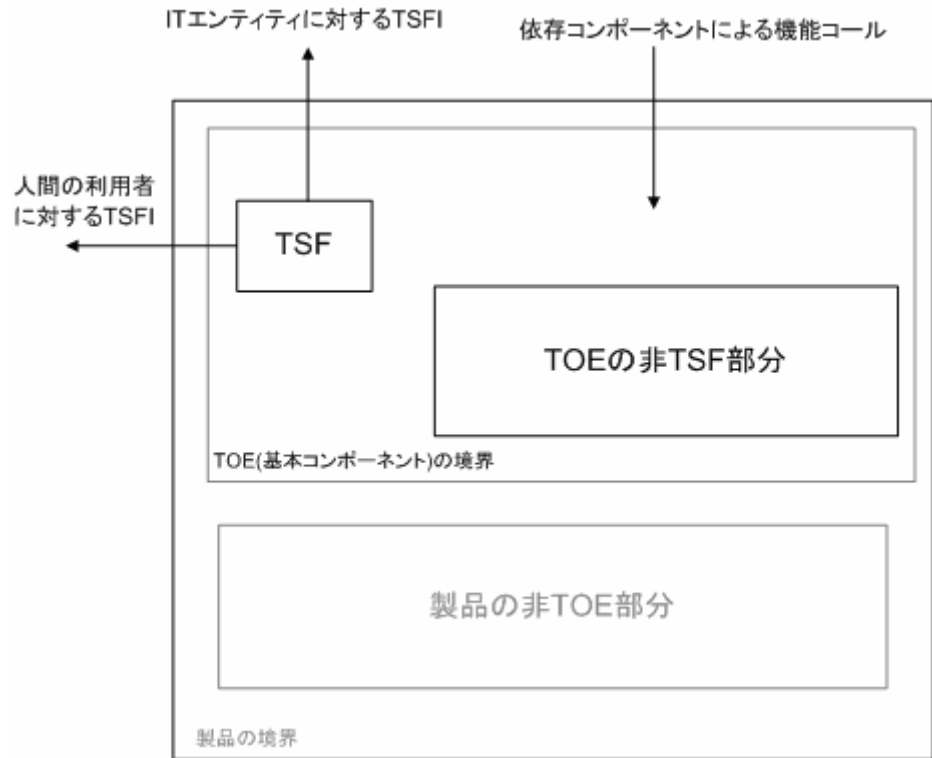 ITエンティティに対するTSFI
依存コンポーネントによる機能コール
人間の利用者
に対するTSFI
TSF
TOEの非TSF部分
TOE(基本コンポーネント)の境界
製品の非TOE部分
製品の境界